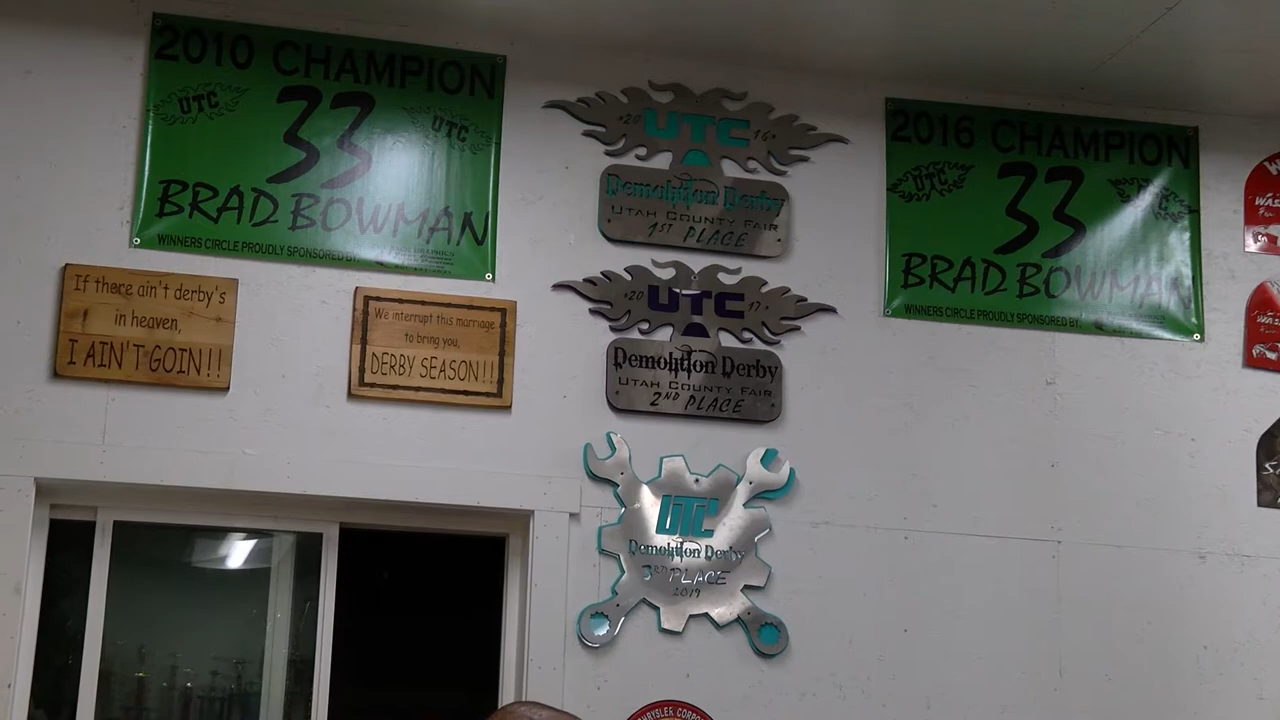 2010 CHAMPION
UTC
33
UTC
BRAD BOWMAN
WINNERS CIRCLE PROUDLY SPONSORED BY:
If there ain't derby's
in heaven,
I AIN'T GOIN!!
We interrupt this marriage
to bring you,
DERBY SEASON!!
20 UTC 16
Demolition Derby
UTAH COUNTY FAIR
1ST PLACE
20 UTC 17
Demolition Derby
UTAH COUNTY FAIR
2ND PLACE
UTC
Demolition Derby
3RD PLACE
2019
2016 CHAMPION
UTC
33
UTC
BRAD BOWMAN
WINNERS CIRCLE PROUDLY SPONSORED BY: